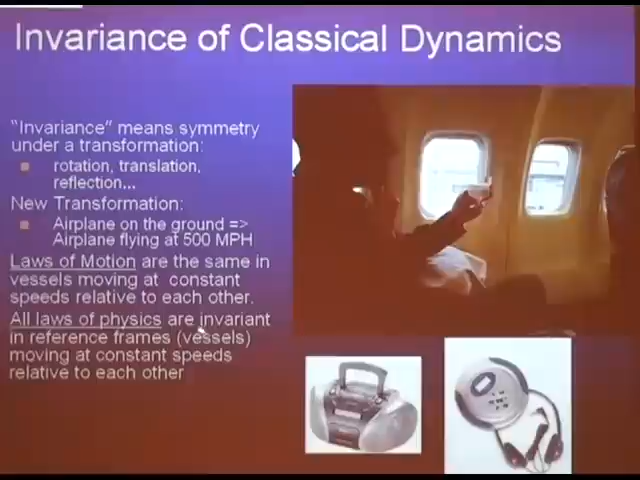 Invariance of Classical Dynamics
"Invariance" means symmetry
under a transformation:
rotation, translation,
reflection...
New Transformation:
Airplane on the ground =>
Airplane flying at 500 MPH
Laws of Motion are the same in
vessels moving at constant
speeds relative to each other.
All laws of physics are invariant
in reference frames (vessels)
moving at constant speeds
relative to each other